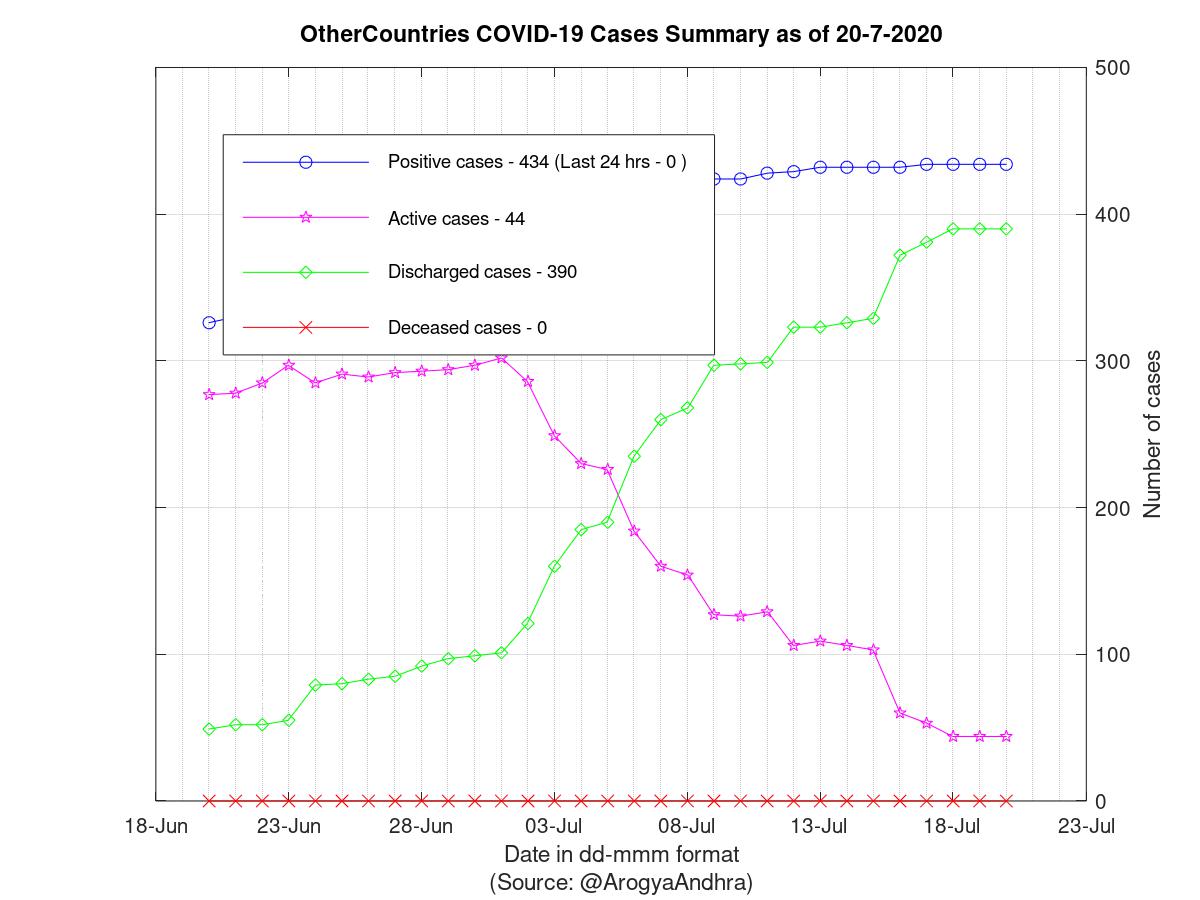 OtherCountries COVID-19 Cases Summary as of 20-7-2020
Positive cases - 434 (Last 24 hrs - 0 )
Active cases - 44
Discharged cases - 390
Deceased cases - 0
500
400
300
200
100
0
Number of cases
18-Jun 23-Jun 28-Jun 03-Jul 08-Jul 13-Jul 18-Jul 23-Jul
Date in dd-mmm format
(Source: @ArogyaAndhra)